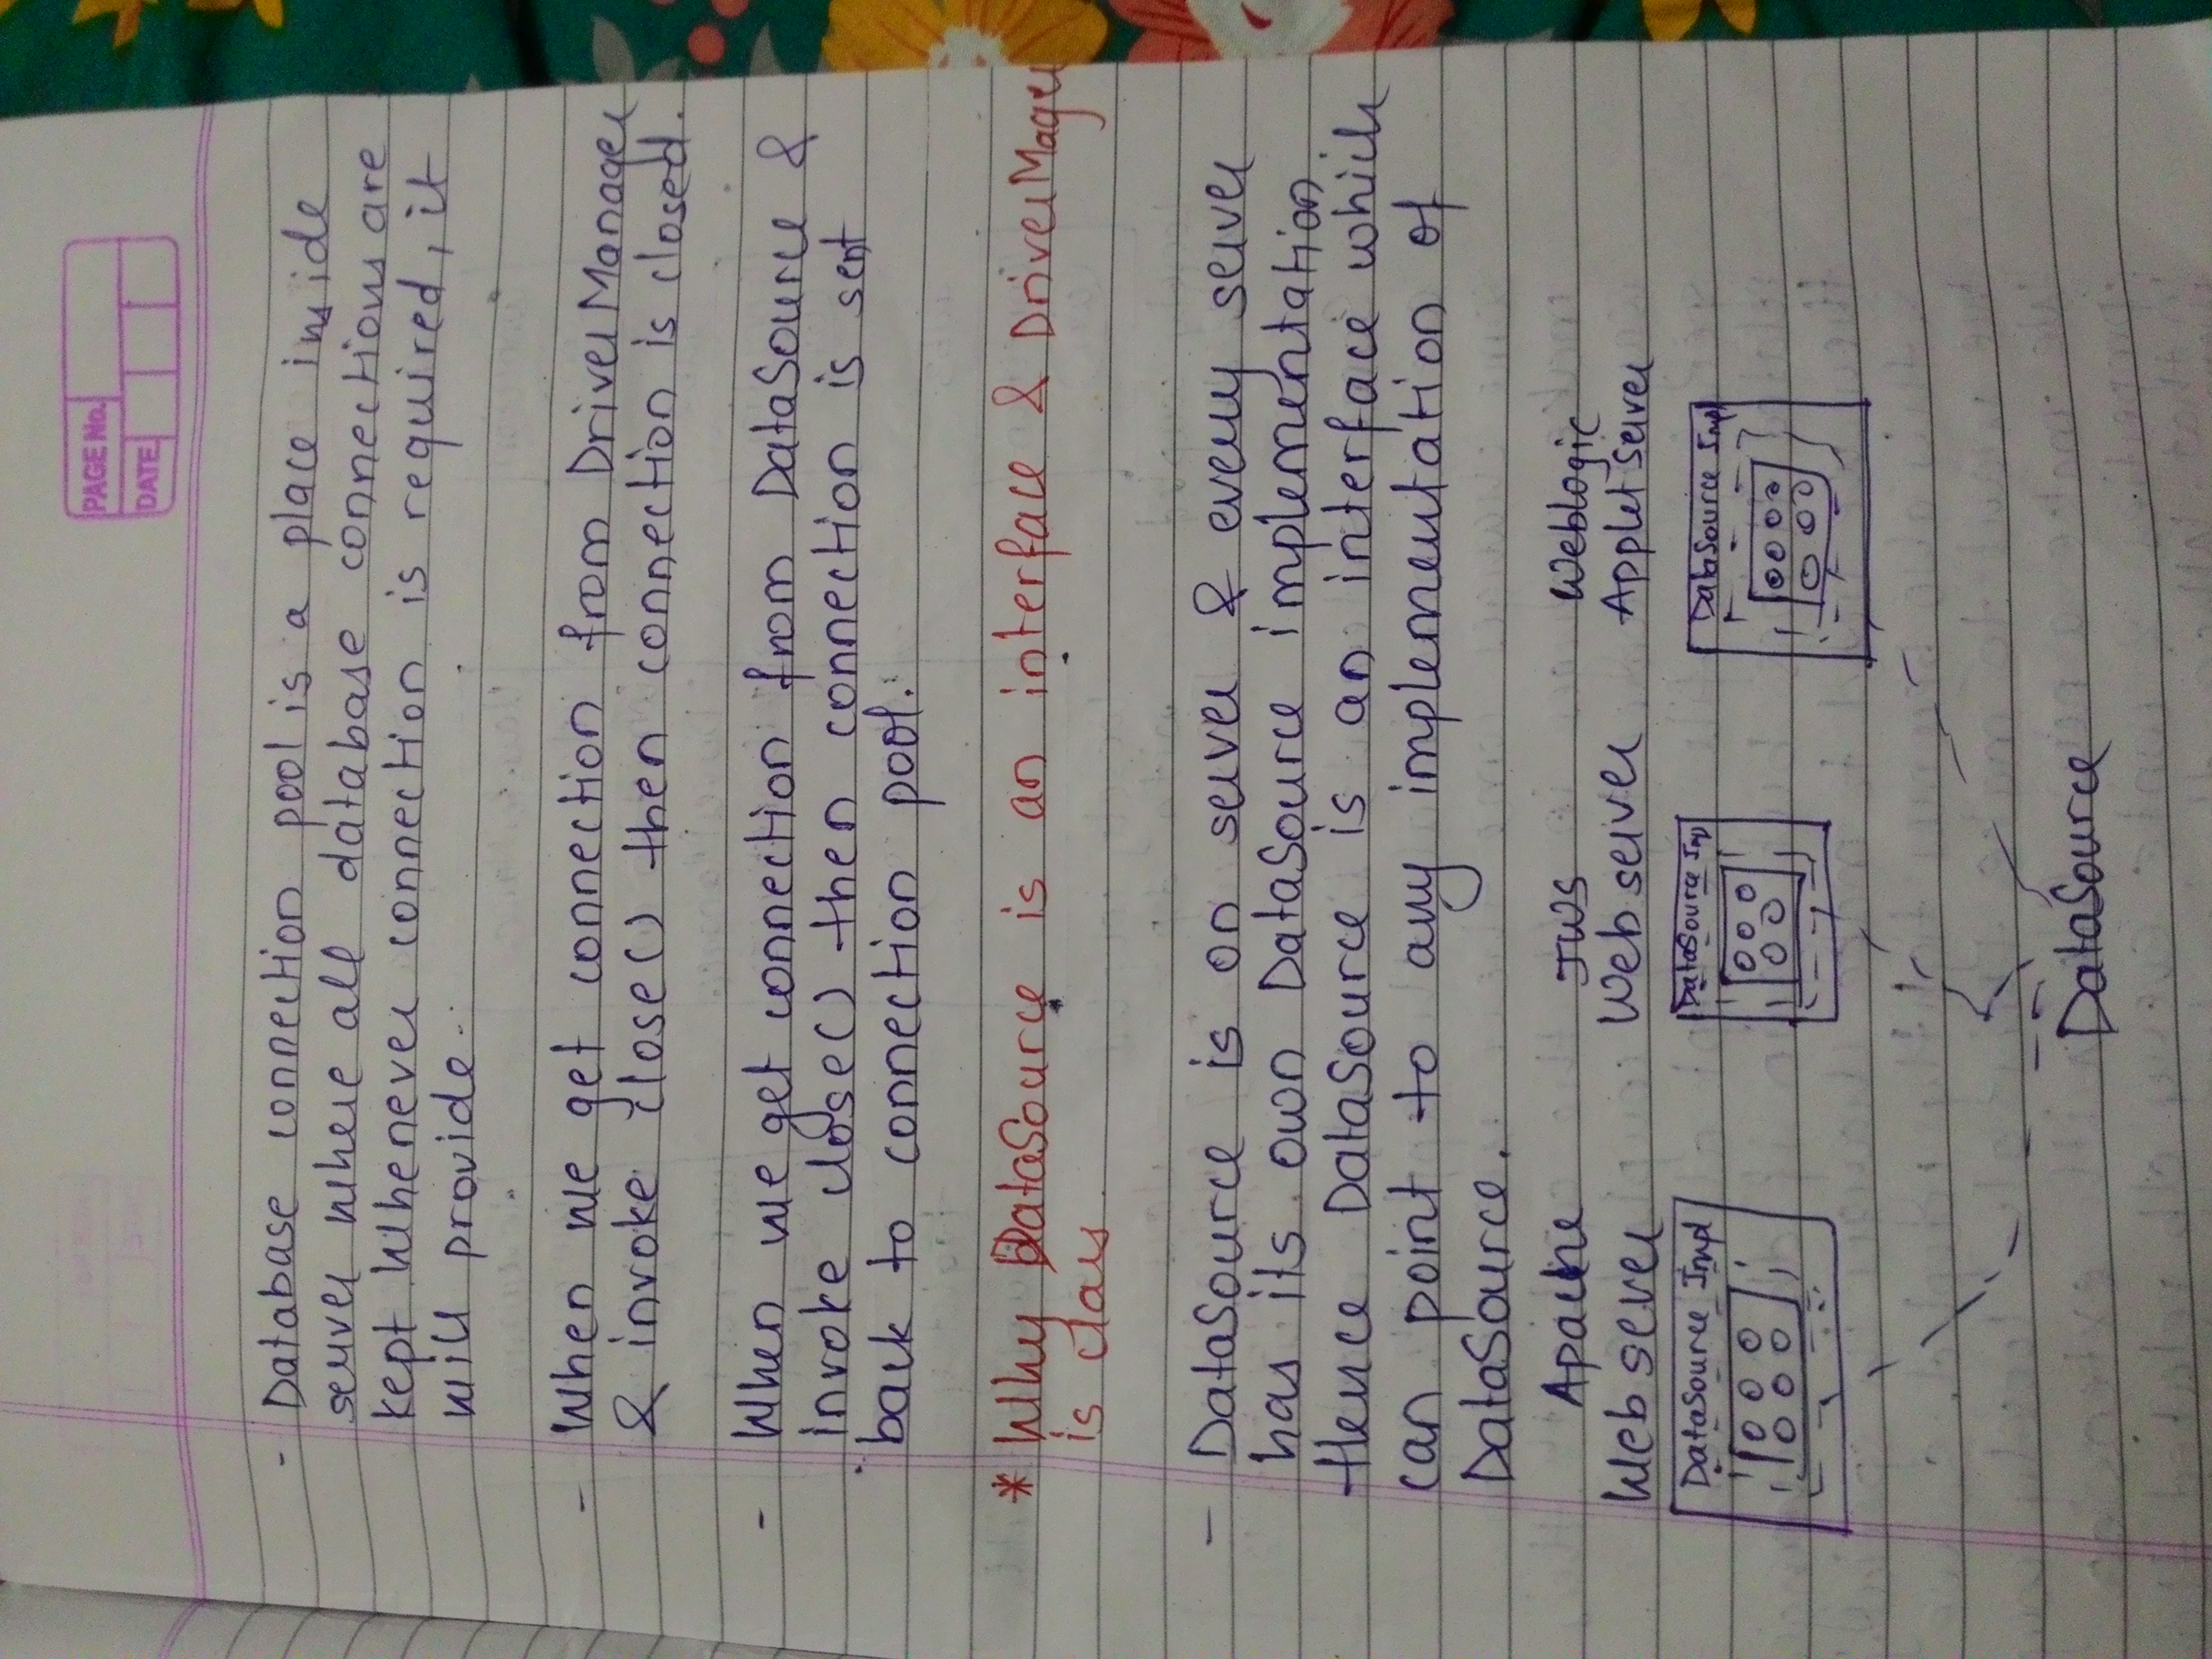 PAGE No.
DATE
- Database connection pool is a place inside
server where all database connections are
kept. Whenever connection is required, it
will provide.
- When we get connection from DriverManager
& invoke close() then connection is closed.
- When we get connection from DataSource &
invoke close() then connection is sent
back to connection pool.
* Why DataSource is an interface & DriverMager
is class
- DataSource is on server & every server
has its own DataSource implementation.
Hence DataSource is an interface which
can point to any implementation of
DataSource.
Apache JWS Weblogic
Web server Web server Applet Server
DataSource Impl DataSource Imp DataSource Impl
DataSource